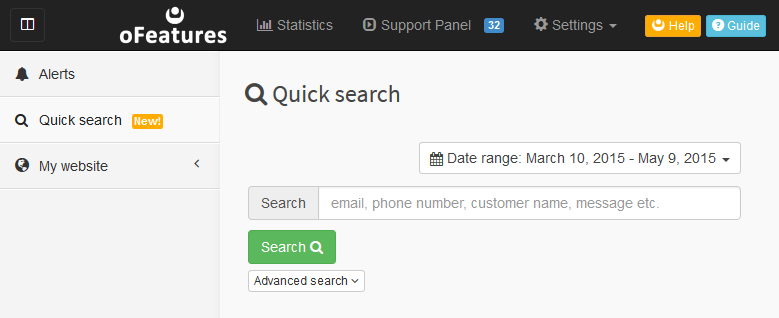 oFeatures
Statistics
Support Panel 32
Settings
Help
Guide
Alerts
Quick search New!
My website
Quick search
Date range: March 10, 2015 - May 9, 2015
Search email, phone number, customer name, message etc.
Search
Advanced search